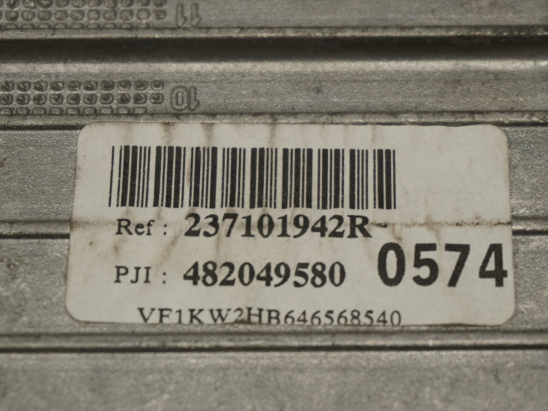 11
10
Ref : 237101942R
PJI : 482049580
0574
VF1KW2HB646568540